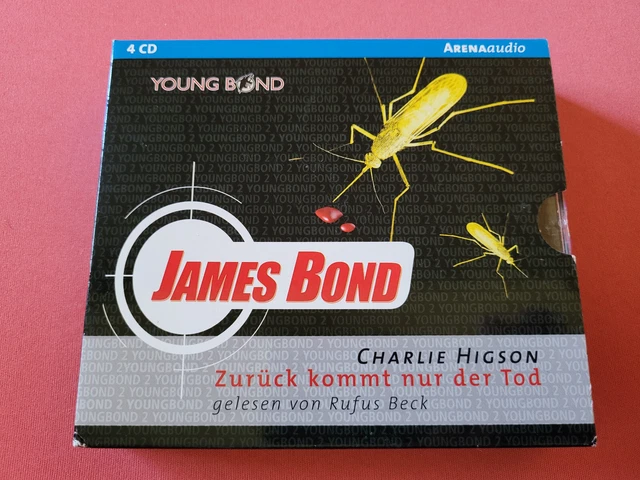 4 CD
ARENAaudio
YOUNG BOND
JAMES BOND
CHARLIE HIGSON
Zurück kommt nur der Tod
gelesen von Rufus Beck